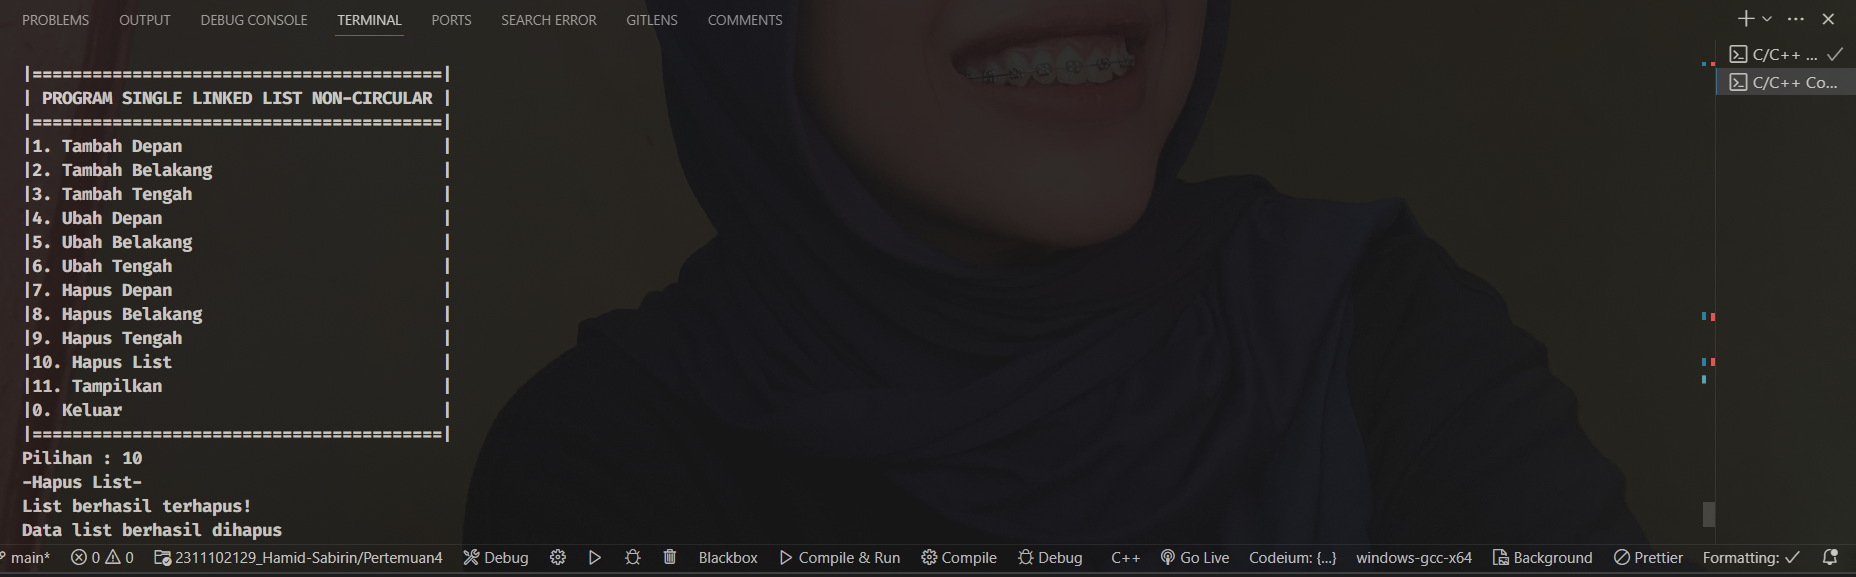 PROBLEMS OUTPUT DEBUG CONSOLE TERMINAL PORTS SEARCH ERROR GITLENS COMMENTS
|=========================================|
| PROGRAM SINGLE LINKED LIST NON-CIRCULAR |
|=========================================|
|1. Tambah Depan |
|2. Tambah Belakang |
|3. Tambah Tengah |
|4. Ubah Depan |
|5. Ubah Belakang |
|6. Ubah Tengah |
|7. Hapus Depan |
|8. Hapus Belakang |
|9. Hapus Tengah |
|10. Hapus List |
|11. Tampilkan |
|0. Keluar |
|=========================================|
Pilihan : 10
-Hapus List-
List berhasil terhapus!
Data list berhasil dihapus
C/C++ ...
C/C++ Co...
main* 0 0 2311102129_Hamid-Sabirin/Pertemuan4 Debug Blackbox Compile & Run Compile Debug C++ Go Live Codeium: {...} windows-gcc-x64 Background Prettier Formatting: ✓